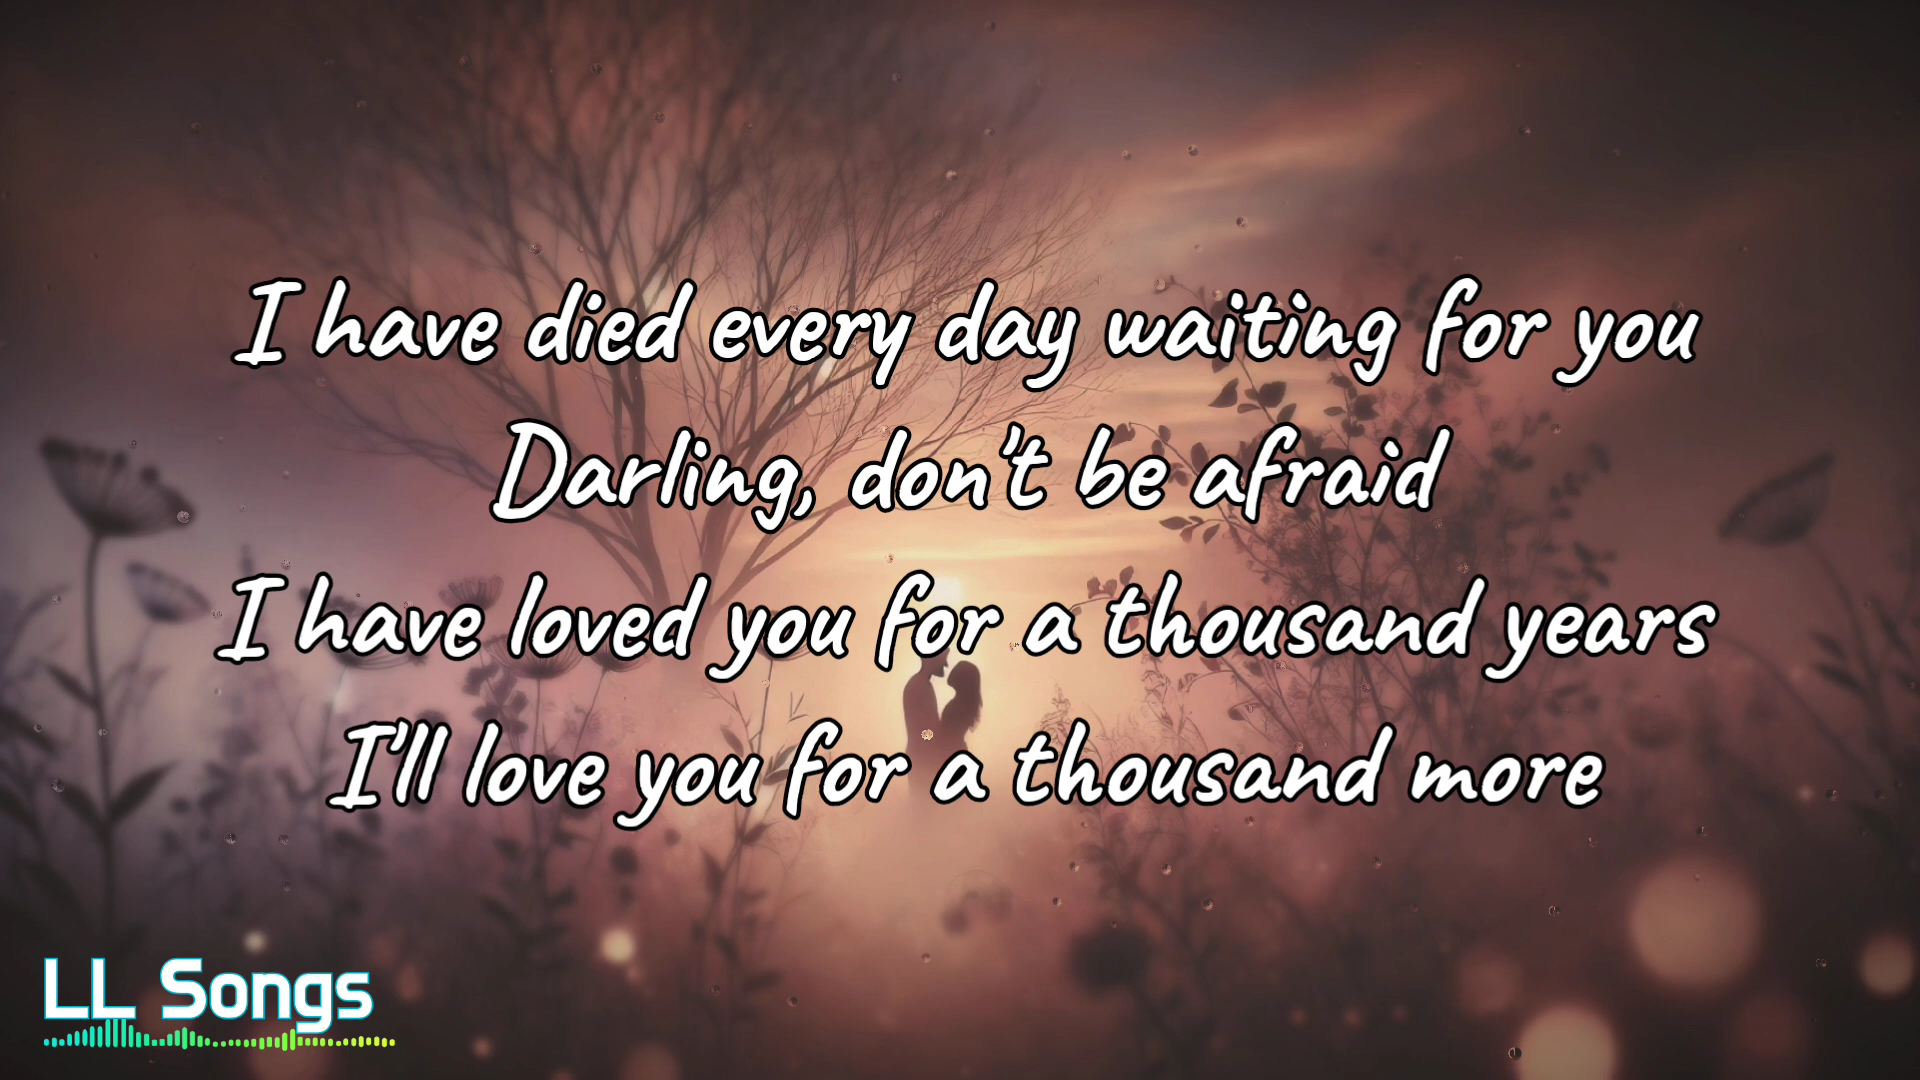 I have died every day waiting for you
Darling, don't be afraid
I have loved you for a thousand years
I'll love you for a thousand more
LL Songs